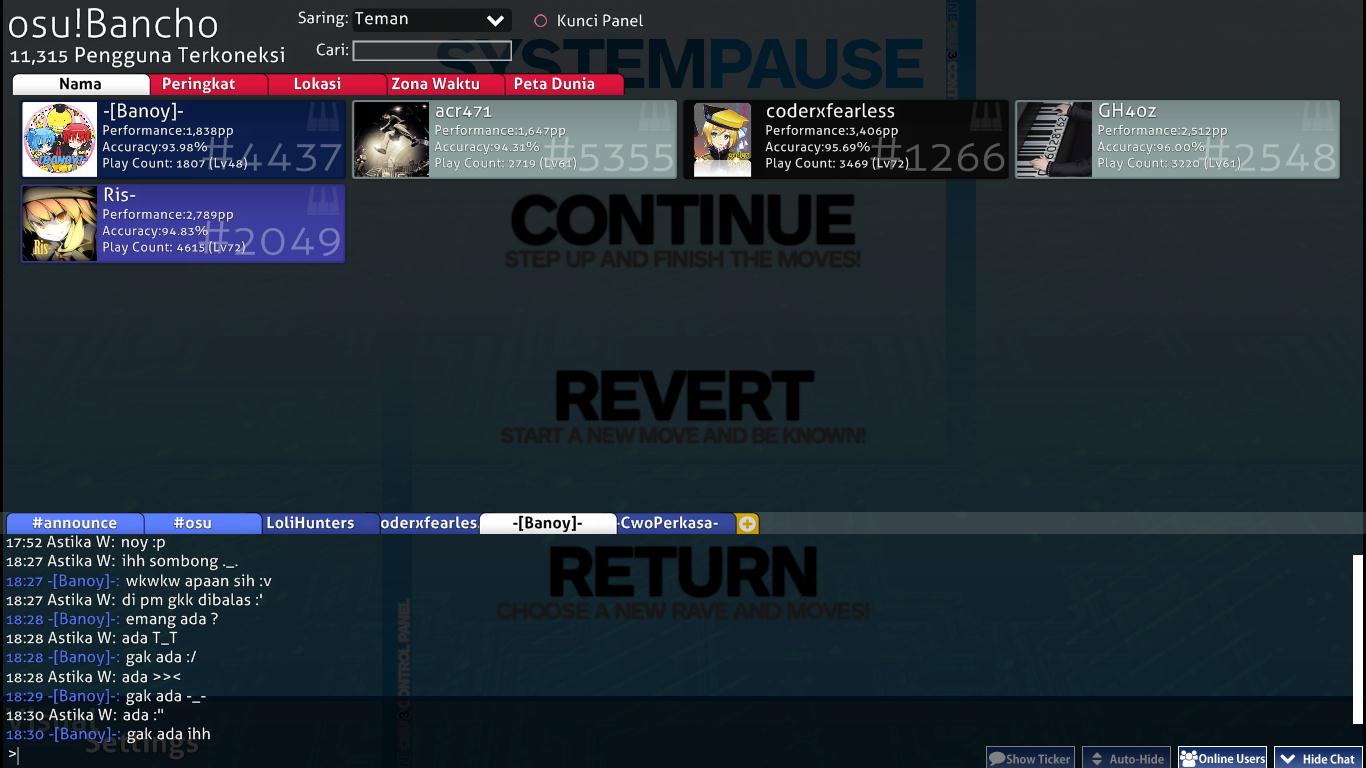 osu!Bancho
11,315 Pengguna Terkoneksi
Saring: Teman
Kunci Panel
Cari:
SYSTEMPAUSE
Nama Peringkat Lokasi Zona Waktu Peta Dunia
-[Banoy]-
Performance:1,838pp
Accuracy:93.98%
Play Count: 1807 (Lv48)
#4437
acr471
Performance:1,647pp
Accuracy:94.31%
Play Count: 2719 (Lv61)
#5355
coderxfearless
Performance:3,406pp
Accuracy:95.69%
Play Count: 3469 (Lv72)
#1266
GH4oz
Performance:2,512pp
Accuracy:96.00%
Play Count: 3220 (Lv61)
#2548
Ris-
Performance:2,789pp
Accuracy:94.83%
Play Count: 4615 (Lv72)
#2049
Ris
CONTINUE
STEP UP AND FINISH THE MOVES!
REVERT
START A NEW MOVE AND BE KNOWN!
#announce #osu LoliHunters oderxfearles -[Banoy]- -CwoPerkasa-
RETURN
CHOOSE A NEW RAVE AND MOVES!
CONTROL PANEL
17:52 Astika W: noy :p
18:27 Astika W: ihh sombong ._.
18:27 -[Banoy]-: wkwkw apaan sih :v
18:27 Astika W: di pm gkk dibalas :'
18:28 -[Banoy]-: emang ada ?
18:28 Astika W: ada T_T
18:28 -[Banoy]-: gak ada :/
18:28 Astika W: ada >><
18:29 -[Banoy]-: gak ada -_-
18:30 Astika W: ada :"
18:30 -[Banoy]-: gak ada ihh
>
Visual
Settings
Show Ticker Auto-Hide Online Users Hide Chat